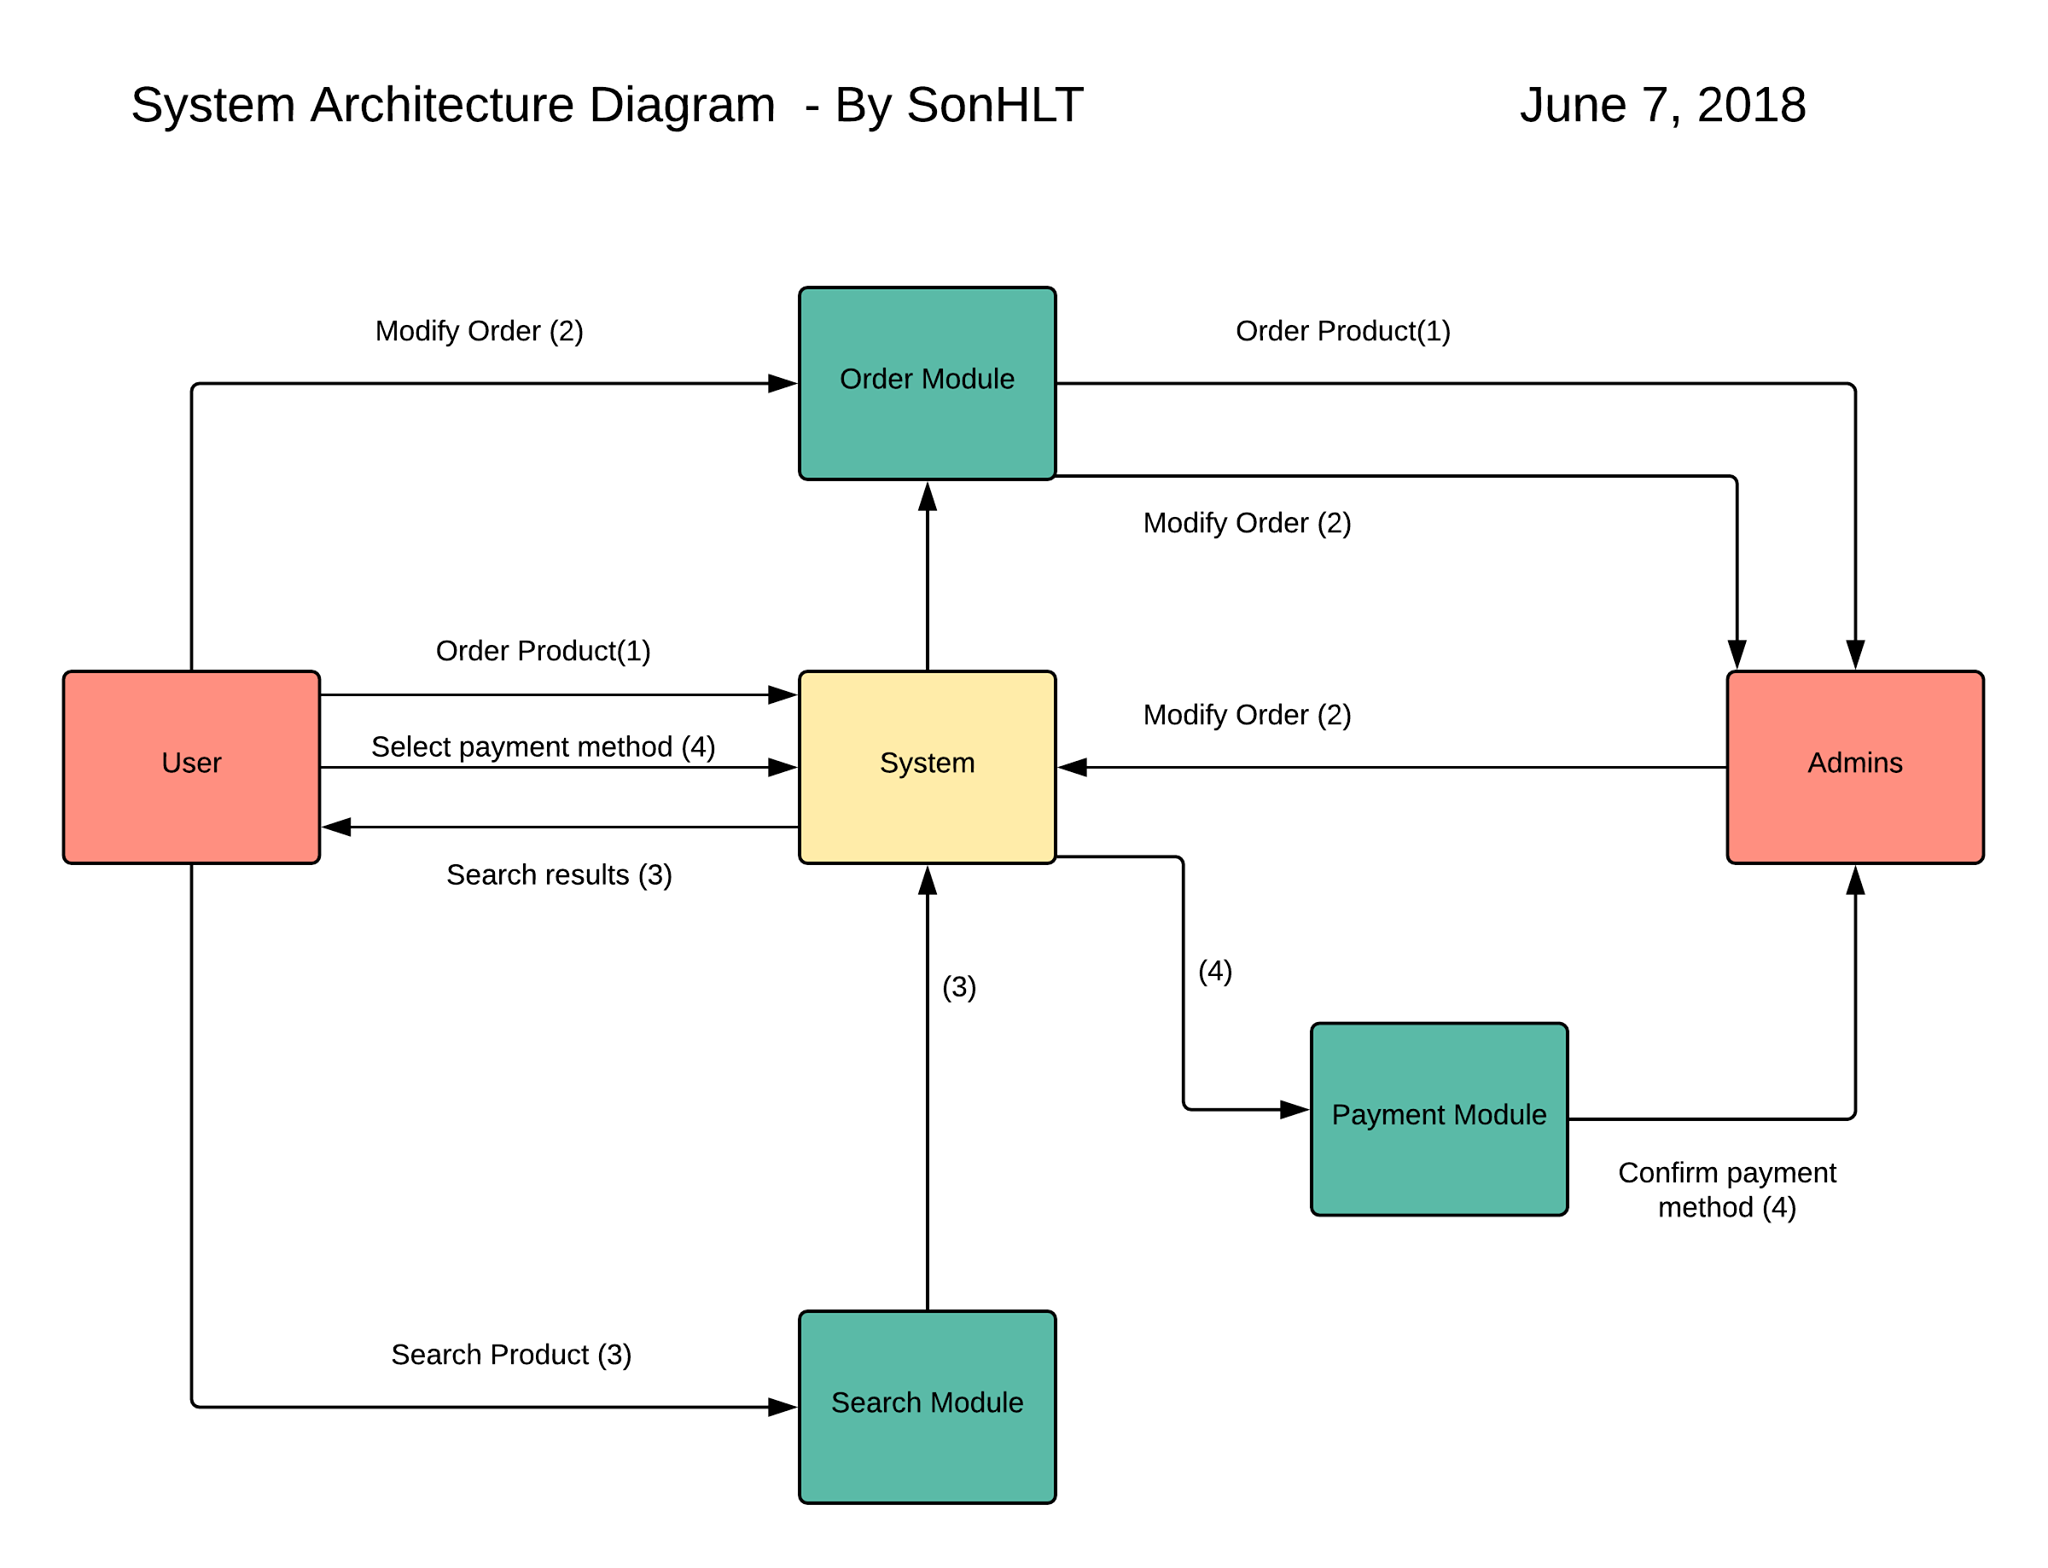 System Architecture Diagram  - By SonHLT
June 7, 2018
Modify Order (2)
Order Product(1)
Order Module
Modify Order (2)
Order Product(1)
Modify Order (2)
Select payment method (4)
User
System
Admins
Search results (3)
(4)
(3)
Payment Module
Confirm payment
method (4)
Search Product (3)
Search Module